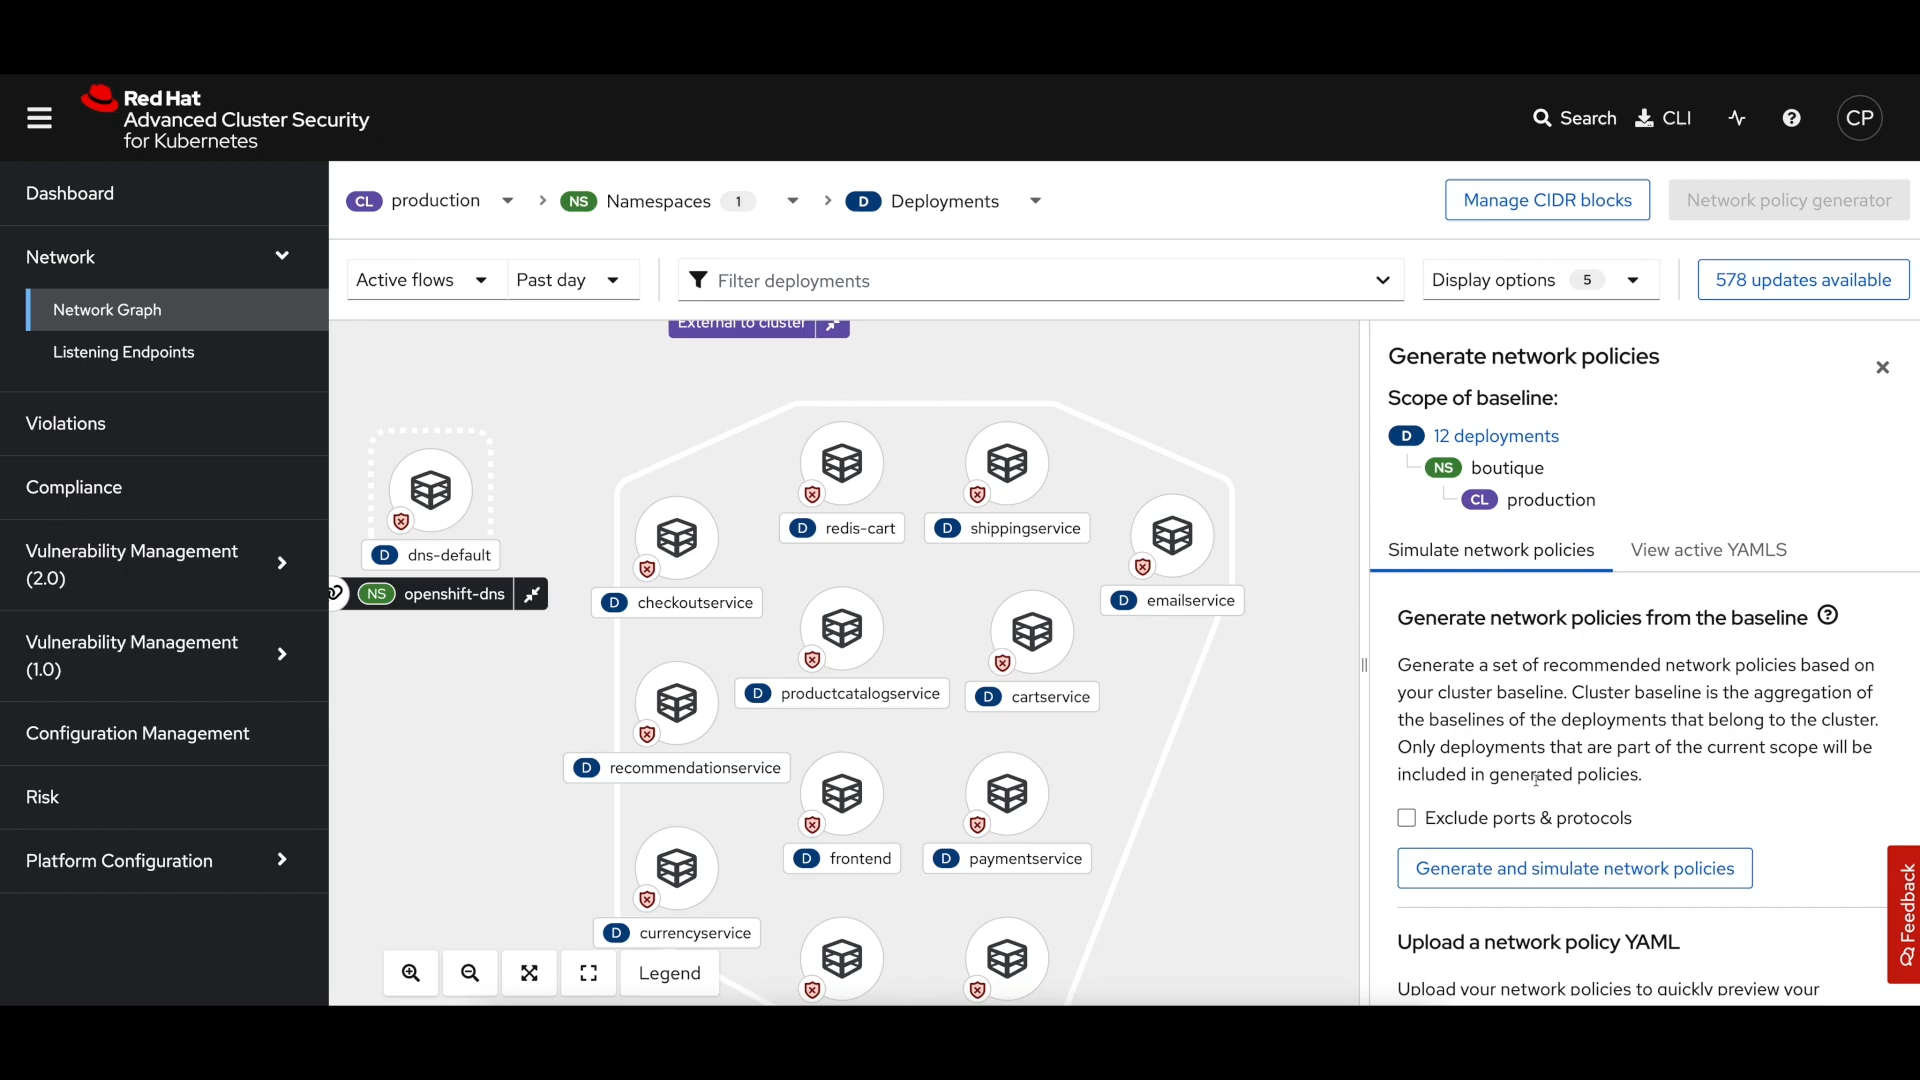 Red Hat
Advanced Cluster Security
for Kubernetes
Search
CLI
CP
Dashboard
Network
Network Graph
Listening Endpoints
Violations
Compliance
Vulnerability Management
(2.0)
Vulnerability Management
(1.0)
Configuration Management
Risk
Platform Configuration
CL production
NS Namespaces 1
D Deployments
Manage CIDR blocks
Network policy generator
Active flows
Past day
Filter deployments
Display options 5
578 updates available
External to cluster
D dns-default
NS openshift-dns
D redis-cart
D shippingservice
D checkoutservice
D emailservice
D productcatalogservice
D cartservice
D recommendationservice
D frontend
D paymentservice
D currencyservice
Legend
Generate network policies
Scope of baseline:
D 12 deployments
NS boutique
CL production
Simulate network policies
View active YAMLS
Generate network policies from the baseline
Generate a set of recommended network policies based on
your cluster baseline. Cluster baseline is the aggregation of
the baselines of the deployments that belong to the cluster.
Only deployments that are part of the current scope will be
included in generated policies.
Exclude ports & protocols
Generate and simulate network policies
Upload a network policy YAML
Upload your network policies to quickly preview your
Feedback